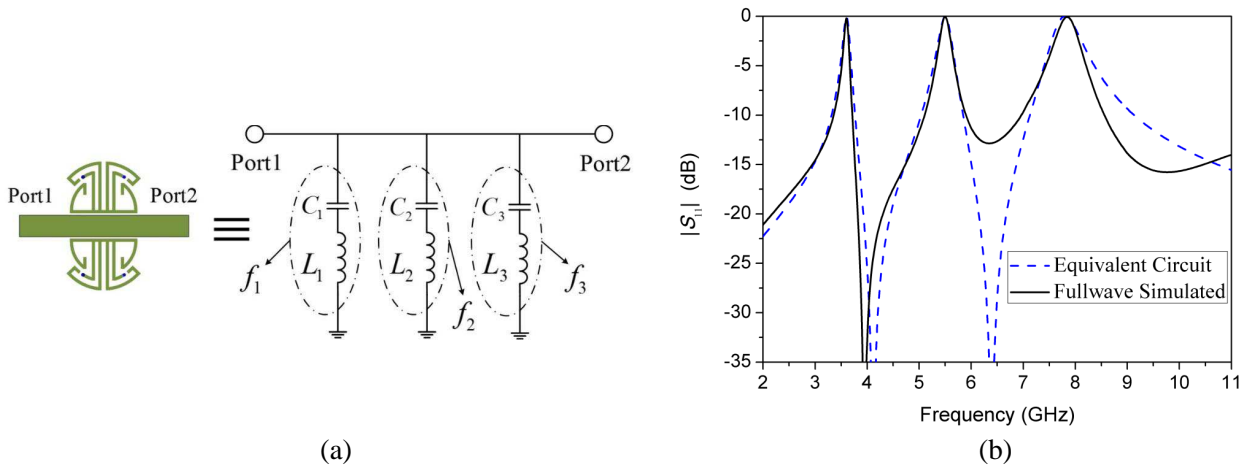 Port1 Port2
Port1 Port2
C1 C2 C3
L1 L2 L3
f1 f2 f3
(a)
|S11| (dB)
0
-5
-10
-15
-20
-25
-30
-35
Equivalent Circuit
Fullwave Simulated
2 3 4 5 6 7 8 9 10 11
Frequency (GHz)
(b)